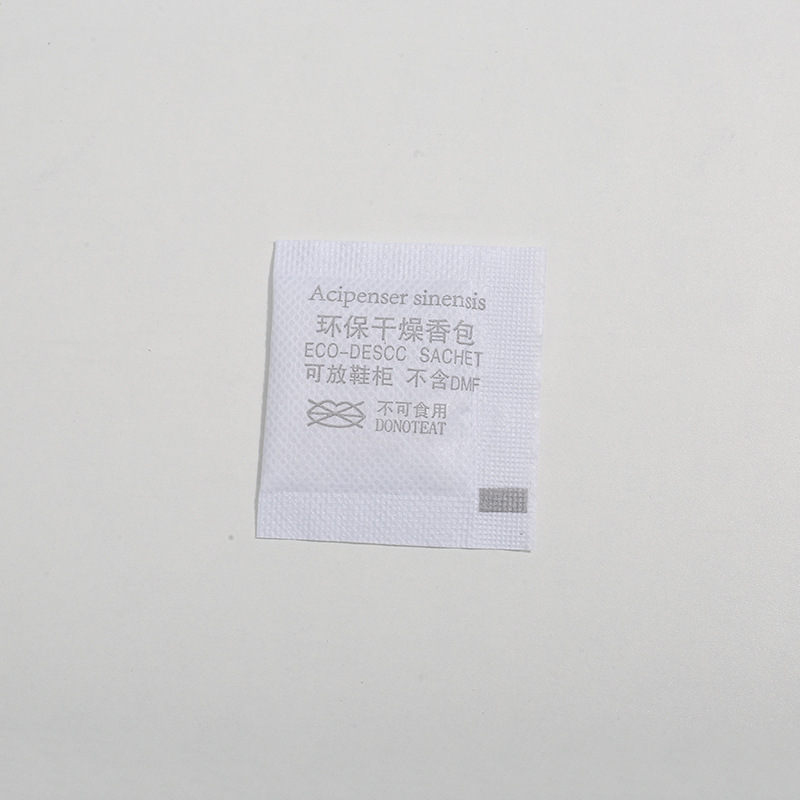 Acipenser sinensis
环保干燥香包
ECO-DESCC SACHET
可放鞋柜 不含DMF
不可食用
DONOTEAT